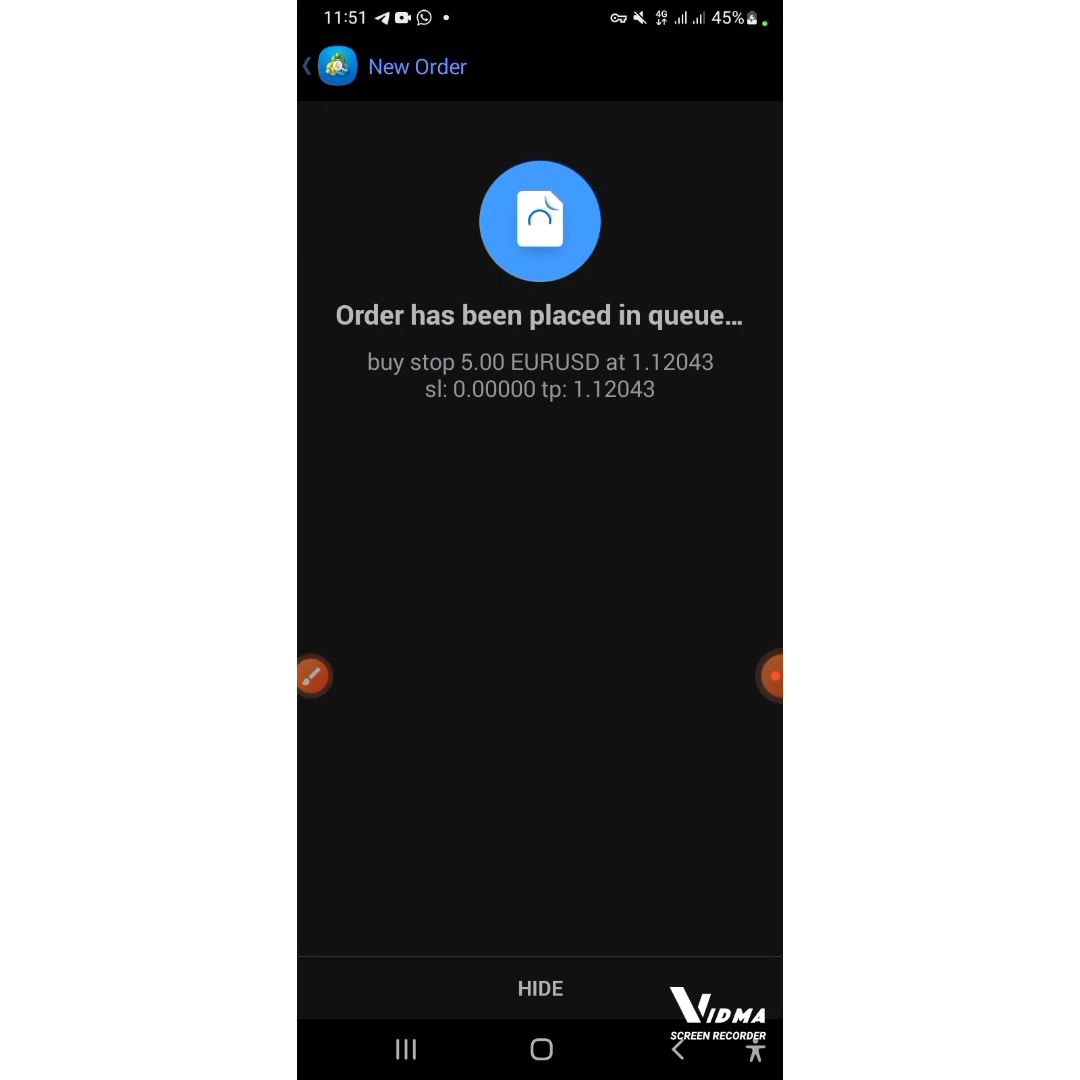 11:51 4G 45%
New Order
Order has been placed in queue...
buy stop 5.00 EURUSD at 1.12043
sl: 0.00000 tp: 1.12043
HIDE
VIDMA
SCREEN RECORDER